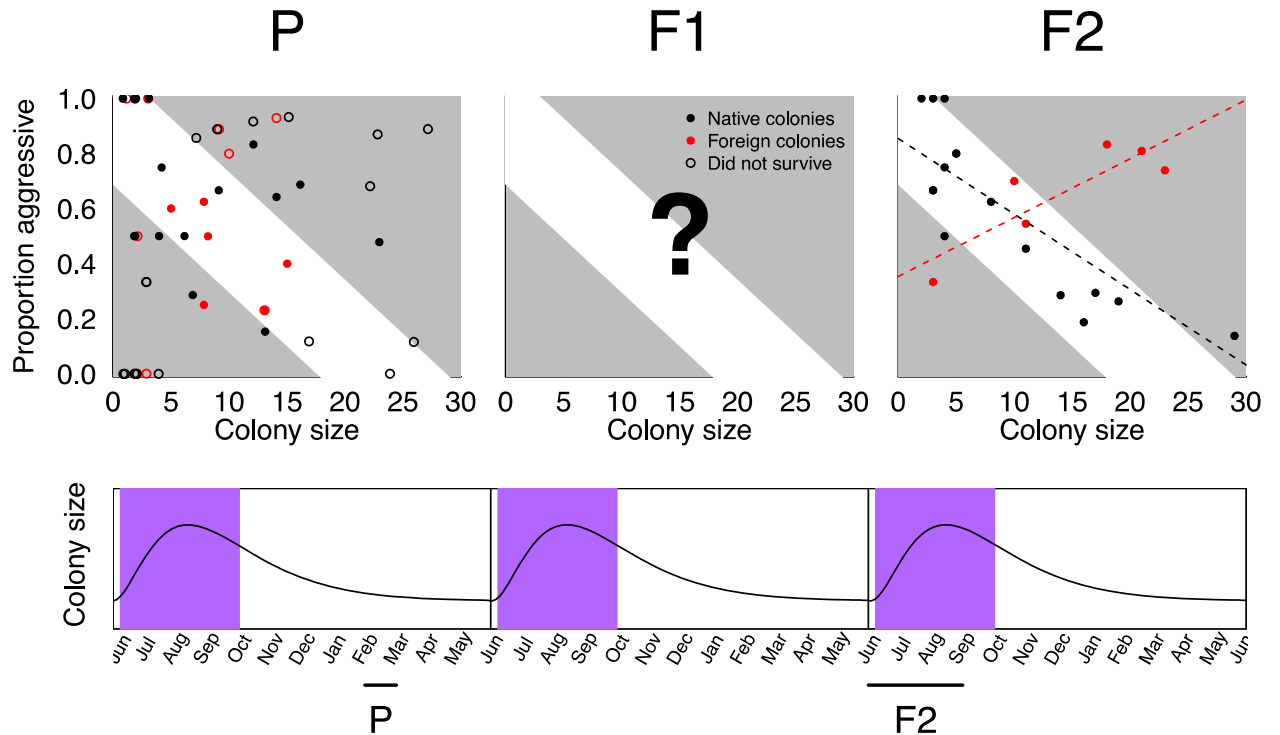 P F1 F2
Proportion aggressive
1.0
0.8
0.6
0.4
0.2
0.0
Native colonies
Foreign colonies
Did not survive
?
0 5 10 15 20 25 30
0 5 10 15 20 25 30
0 5 10 15 20 25 30
Colony size
Colony size
Colony size
Colony size
Jun Jul Aug Sep Oct Nov Dec Jan Feb Mar Apr May Jun Jul Aug Sep Oct Nov Dec Jan Feb Mar Apr May Jun Jul Aug Sep Oct Nov Dec Jan Feb Mar Apr May Jun
P F2